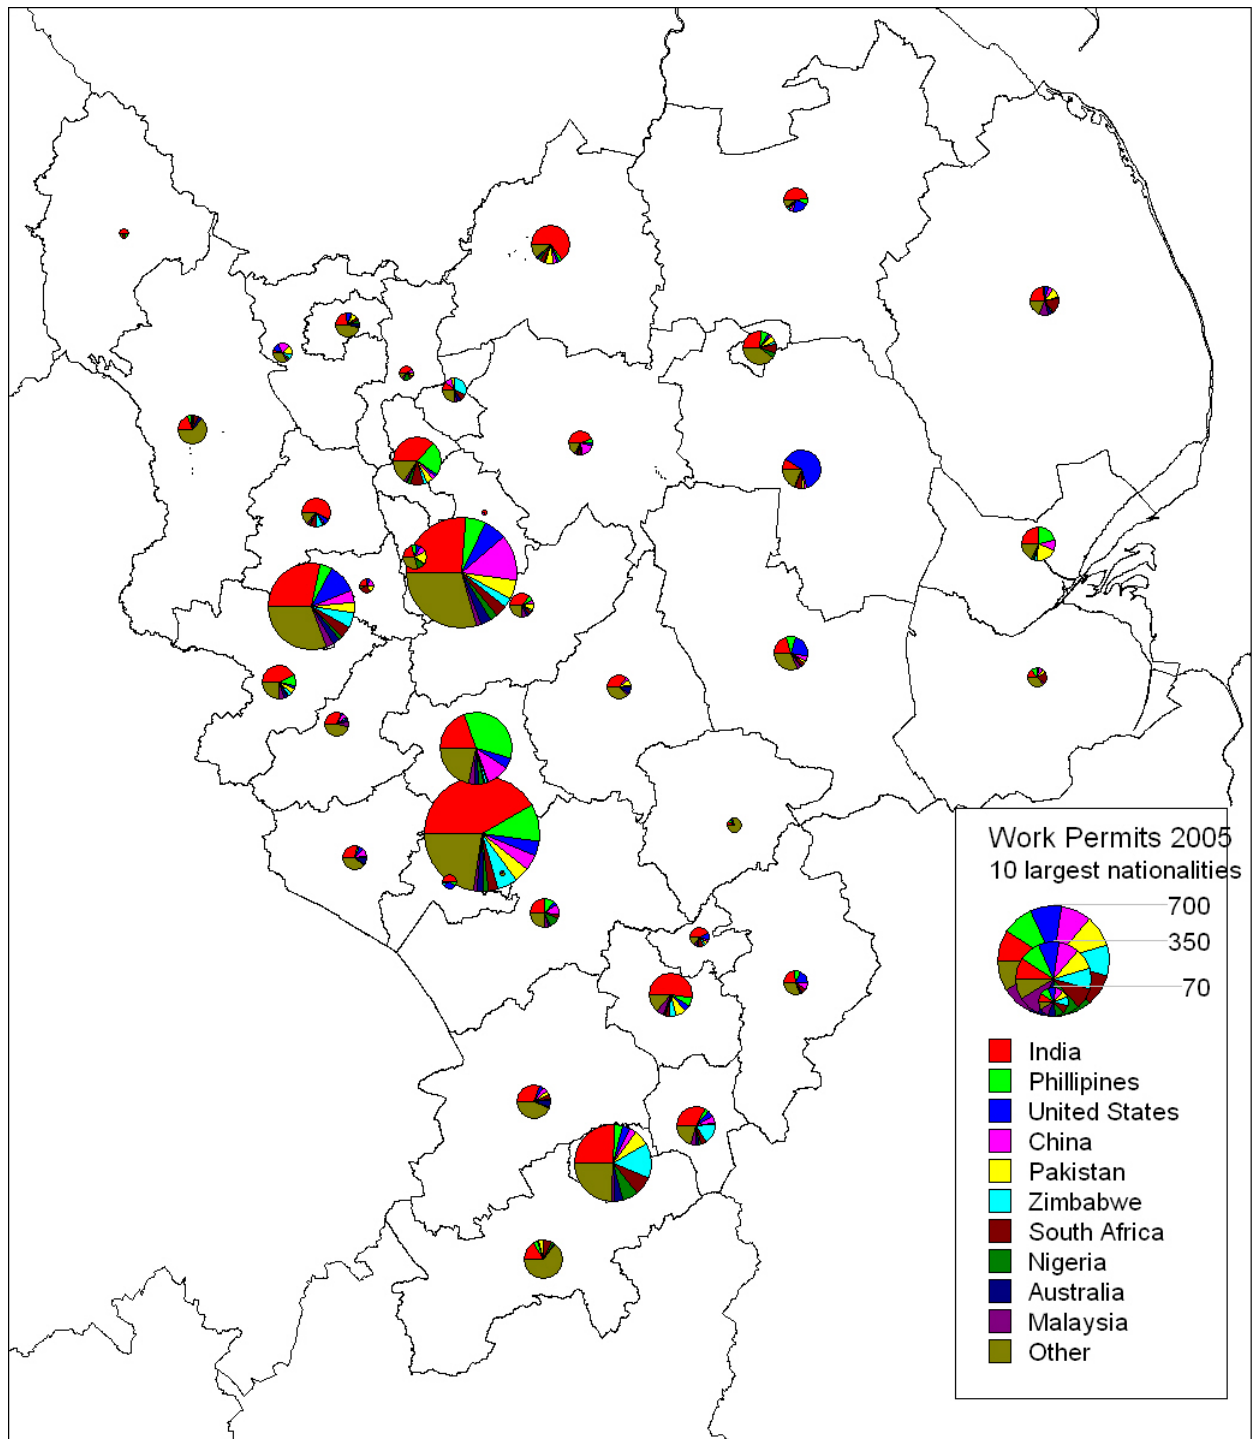 Work Permits 2005
10 largest nationalities
700
350
70
India
Phillipines
United States
China
Pakistan
Zimbabwe
South Africa
Nigeria
Australia
Malaysia
Other